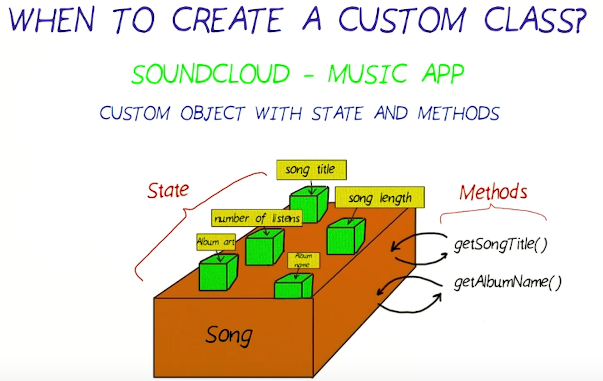 WHEN TO CREATE A CUSTOM CLASS?
SOUNDCLOUD - MUSIC APP
CUSTOM OBJECT WITH STATE AND METHODS
song title
State
song length
Methods
number of listens
Album art
Album
name
getSongTitle()
getAlbumName()
Song